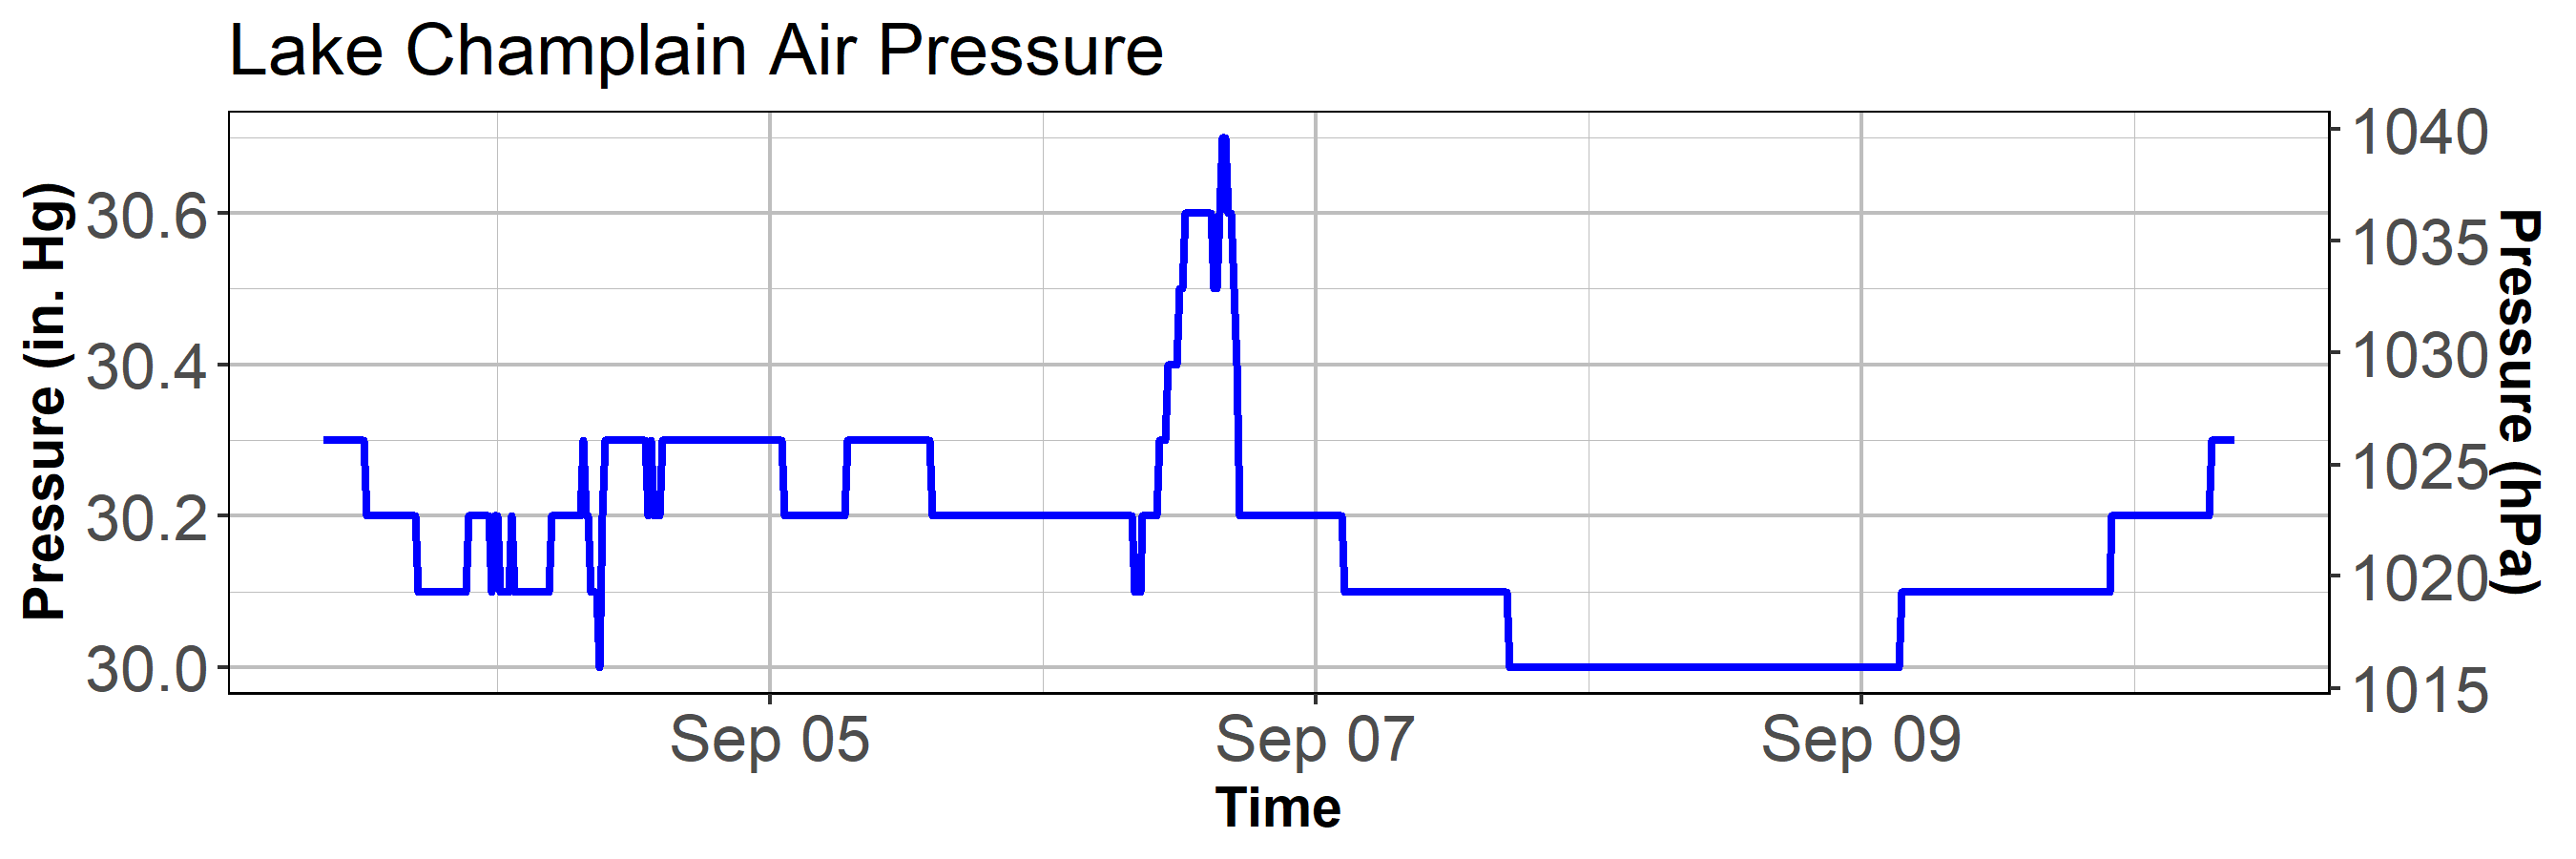 Lake Champlain Air Pressure
Pressure (in. Hg)
30.6
30.4
30.2
30.0
1040
1035
1030
1025
1020
1015
Pressure (hPa)
Sep 05 Sep 07 Sep 09
Time